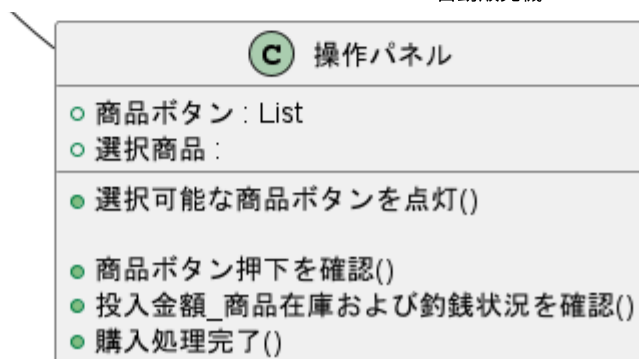 C 操作パネル
商品ボタン : List
選択商品 :
選択可能な商品ボタンを点灯()
商品ボタン押下を確認()
投入金額_商品在庫および釣銭状況を確認()
購入処理完了()